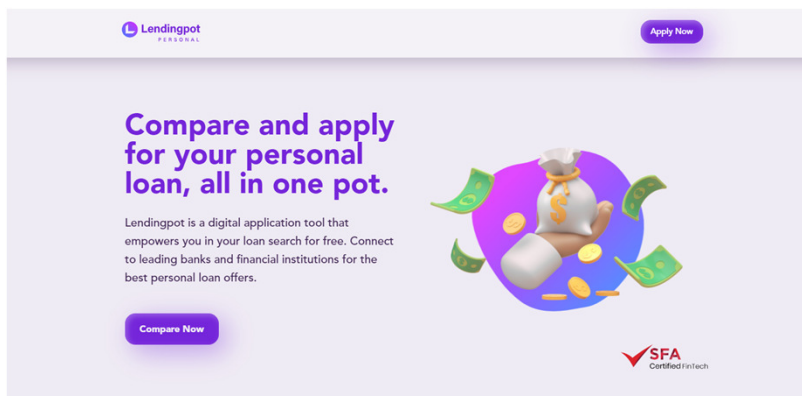 Lendingpot
PERSONAL
Apply Now
Compare and apply
for your personal
loan, all in one pot.
Lendingpot is a digital application tool that
empowers you in your loan search for free. Connect
to leading banks and financial institutions for the
best personal loan offers.
Compare Now
$
SFA
Certified FinTech